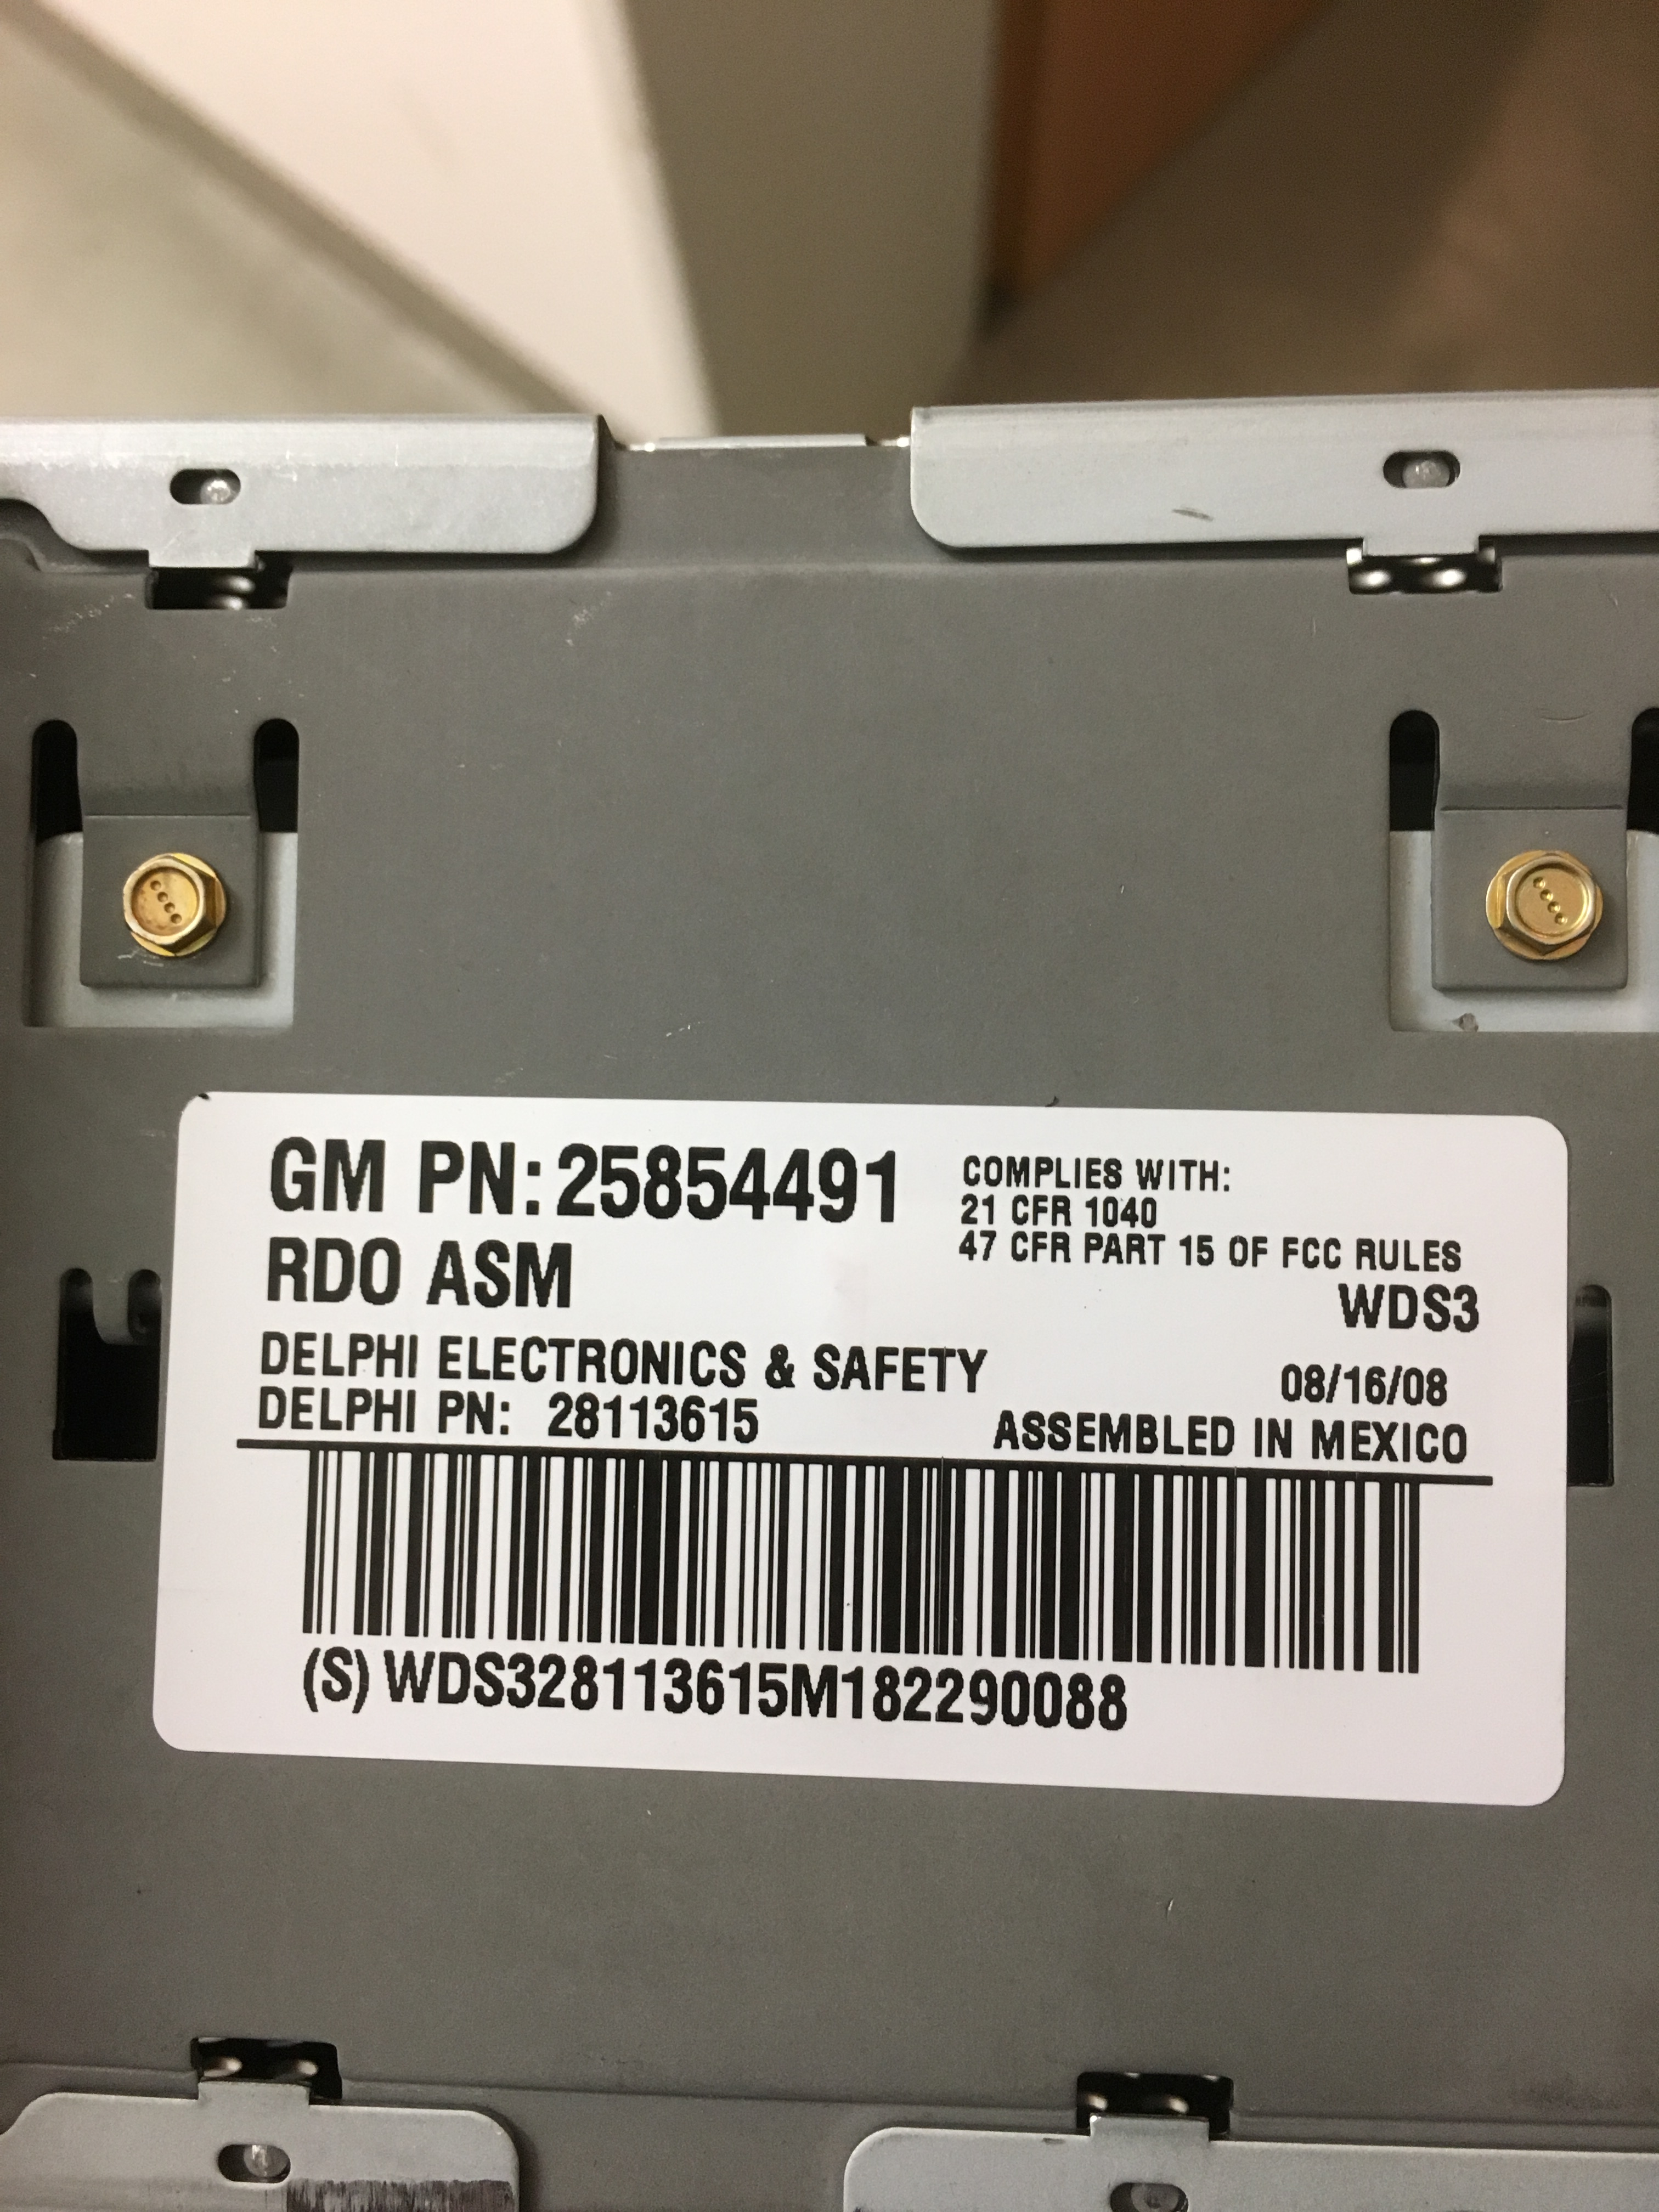 GM PN: 25854491
RDO ASM
COMPLIES WITH:
21 CFR 1040
47 CFR PART 15 OF FCC RULES
WDS3
DELPHI ELECTRONICS & SAFETY
08/16/08
DELPHI PN: 28113615
ASSEMBLED IN MEXICO
(S) WDS328113615M182290088